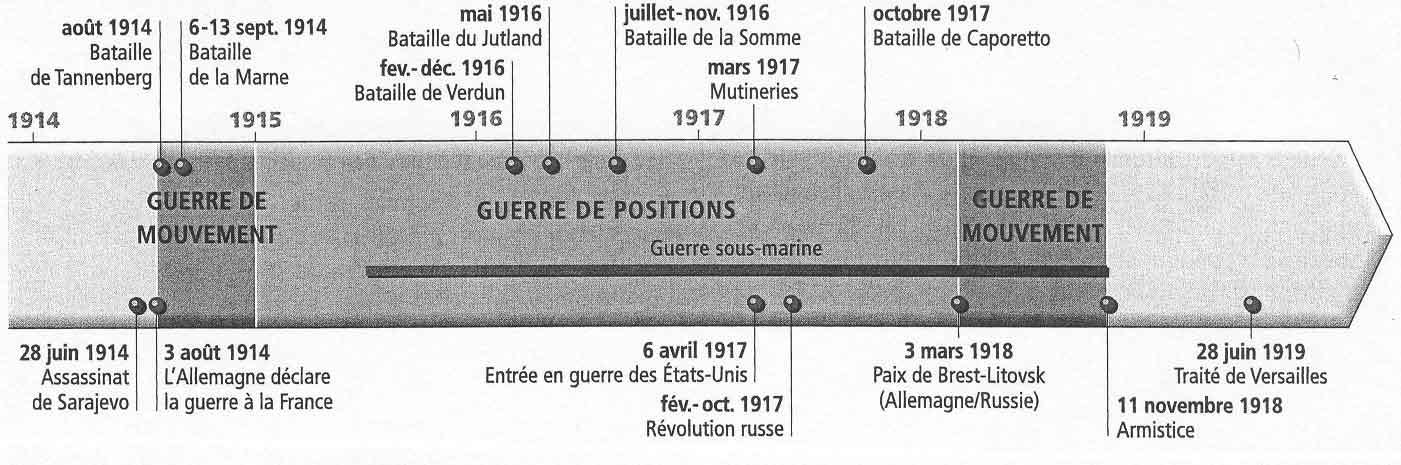 août 1914
Bataille
de Tannenberg
6-13 sept. 1914
Bataille
de la Marne
mai 1916
Bataille du Jutland
fev.-déc. 1916
Bataille de Verdun
juillet-nov. 1916
Bataille de la Somme
mars 1917
Mutineries
octobre 1917
Bataille de Caporetto
1914
1915
1916
1917
1918
1919
GUERRE DE
MOUVEMENT
GUERRE DE POSITIONS
Guerre sous-marine
GUERRE DE
MOUVEMENT
28 juin 1914
Assassinat
de Sarajevo
3 août 1914
L'Allemagne déclare
la guerre à la France
6 avril 1917
Entrée en guerre des États-Unis
fév.-oct. 1917
Révolution russe
3 mars 1918
Paix de Brest-Litovsk
(Allemagne/Russie)
11 novembre 1918
Armistice
28 juin 1919
Traité de Versailles